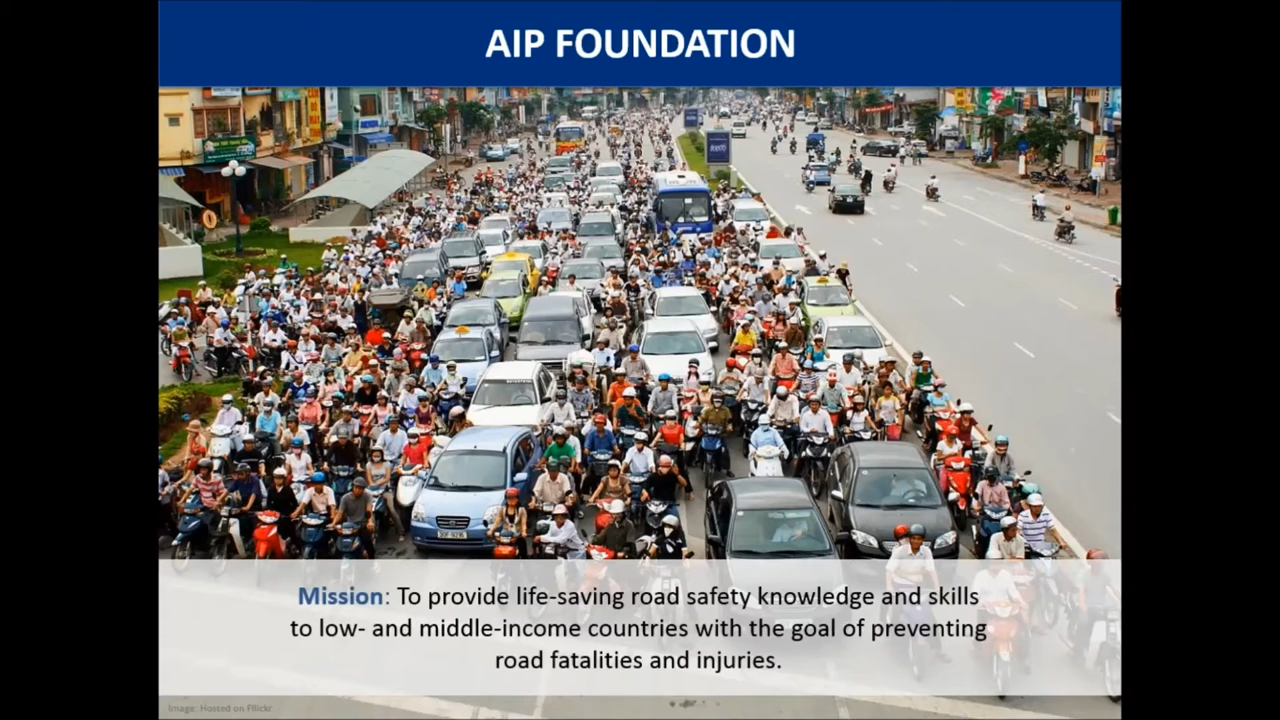 AIP FOUNDATION
Mission: To provide life-saving road safety knowledge and skills
to low- and middle-income countries with the goal of preventing
road fatalities and injuries.
Image: Hosted on Fllickr